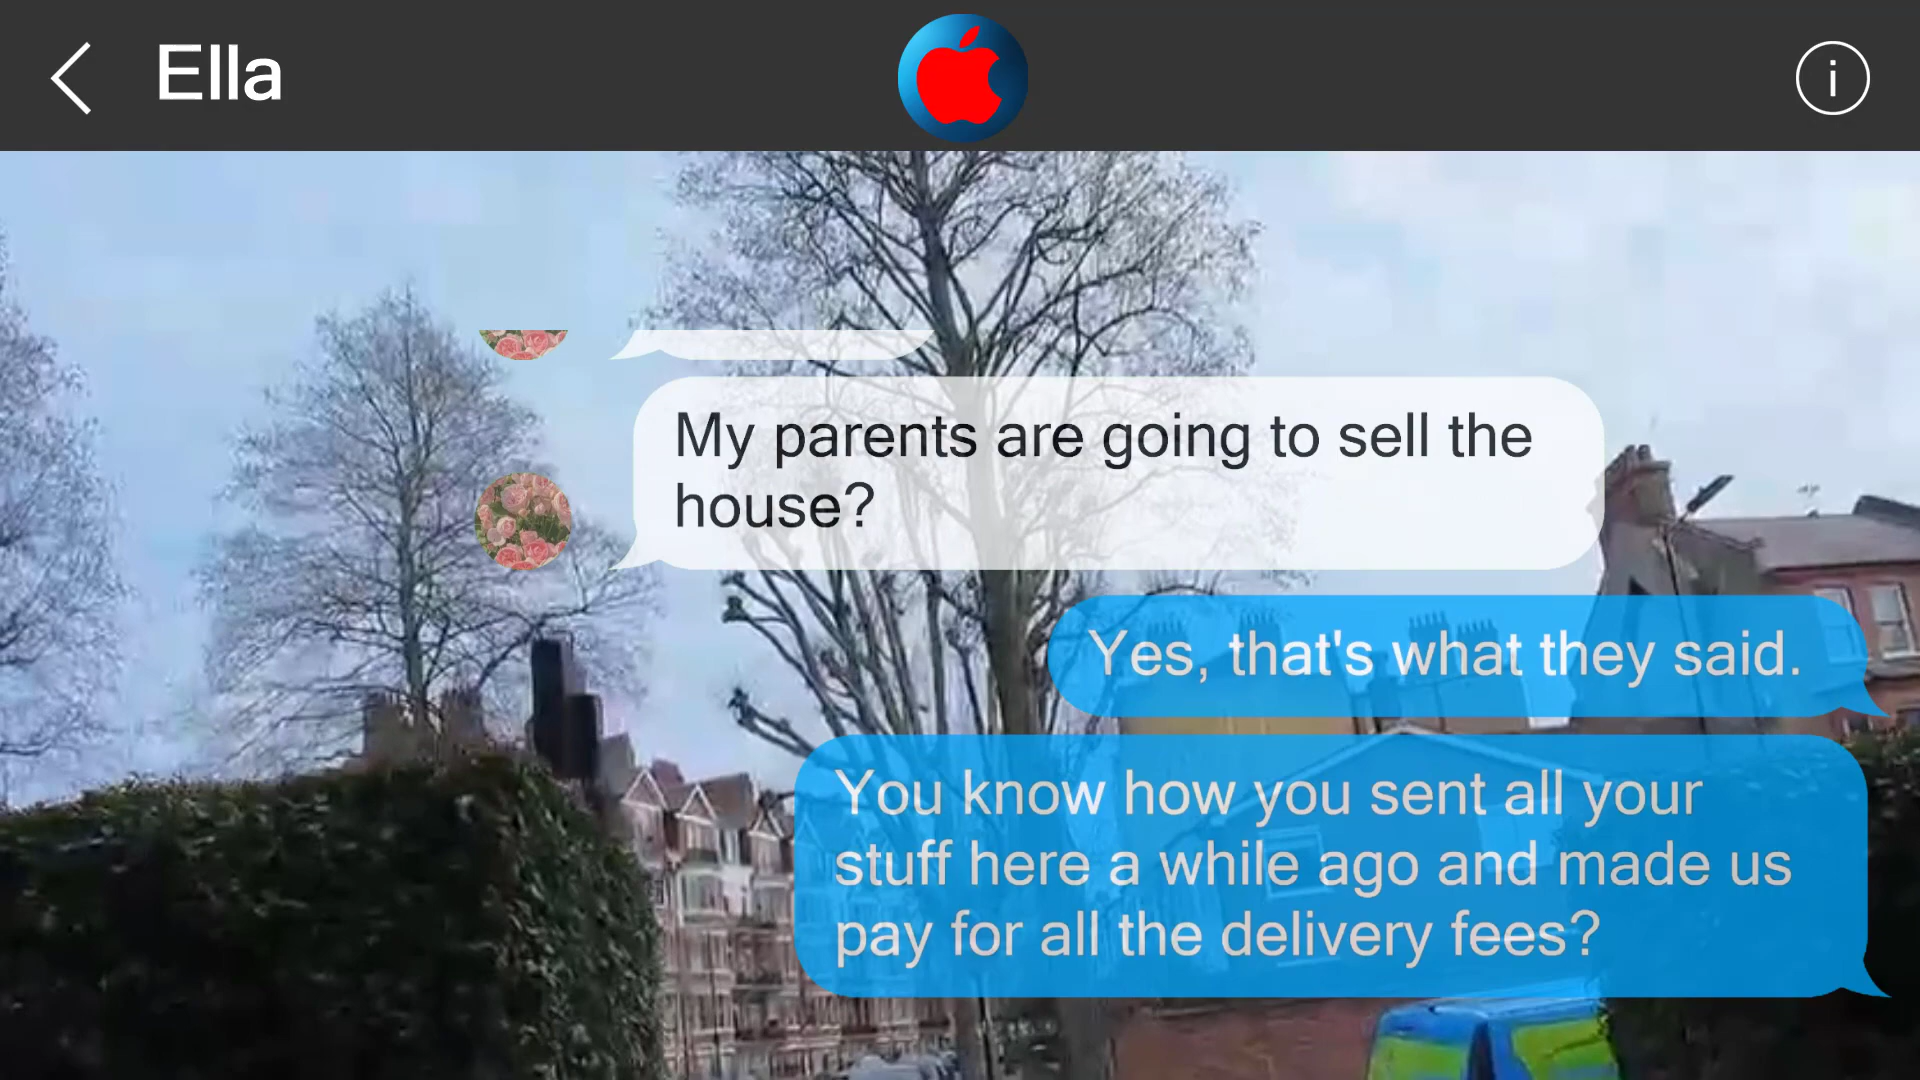 Ella
i
My parents are going to sell the
house?
Yes, that's what they said.
You know how you sent all your
stuff here a while ago and made us
pay for all the delivery fees?